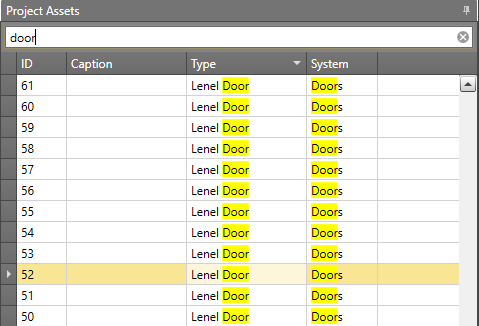 Project Assets
door
ID Caption Type System
61 Lenel Door Doors
60 Lenel Door Doors
59 Lenel Door Doors
58 Lenel Door Doors
57 Lenel Door Doors
56 Lenel Door Doors
55 Lenel Door Doors
54 Lenel Door Doors
53 Lenel Door Doors
52 Lenel Door Doors
51 Lenel Door Doors
50 Lenel Door Doors